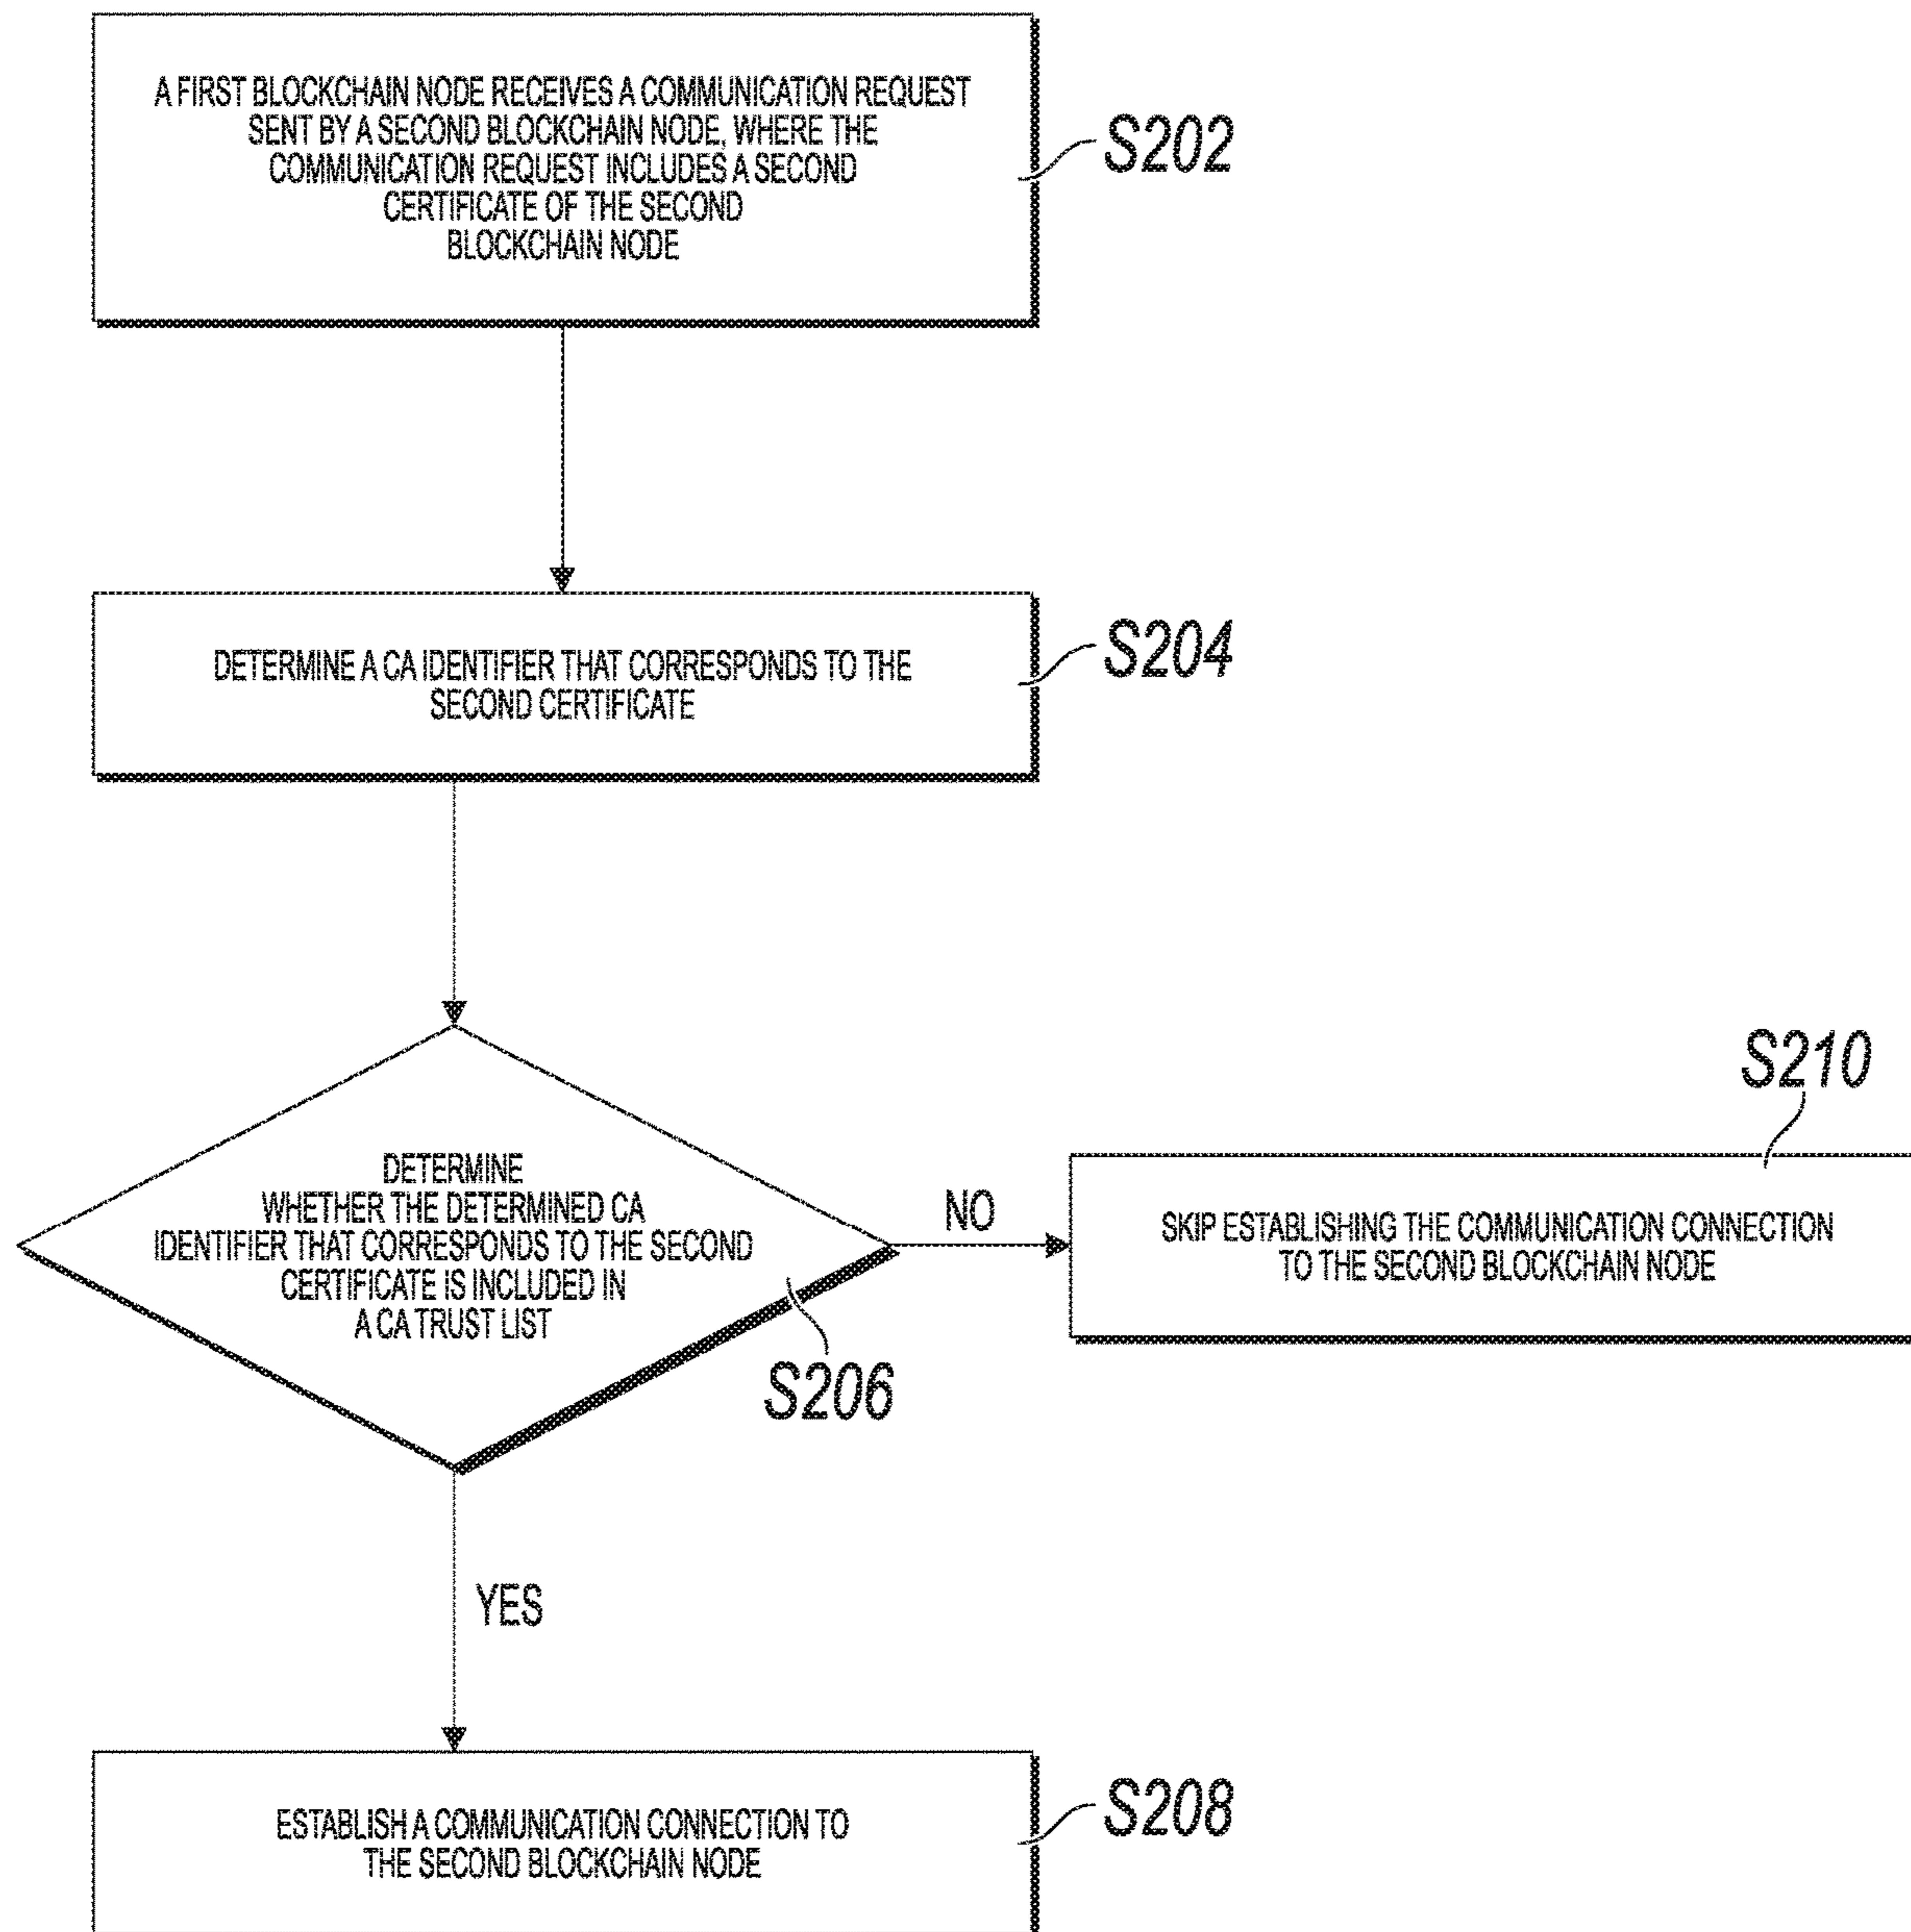 A FIRST BLOCKCHAIN NODE RECEIVES A COMMUNICATION REQUEST
SENT BY A SECOND BLOCKCHAIN NODE, WHERE THE
COMMUNICATION REQUEST INCLUDES A SECOND
CERTIFICATE OF THE SECOND
BLOCKCHAIN NODE
S202
DETERMINE A CA IDENTIFIER THAT CORRESPONDS TO THE
SECOND CERTIFICATE
S204
DETERMINE
WHETHER THE DETERMINED CA
IDENTIFIER THAT CORRESPONDS TO THE SECOND
CERTIFICATE IS INCLUDED IN
A CA TRUST LIST
S206
NO
S210
SKIP ESTABLISHING THE COMMUNICATION CONNECTION
TO THE SECOND BLOCKCHAIN NODE
YES
ESTABLISH A COMMUNICATION CONNECTION TO
THE SECOND BLOCKCHAIN NODE
S208